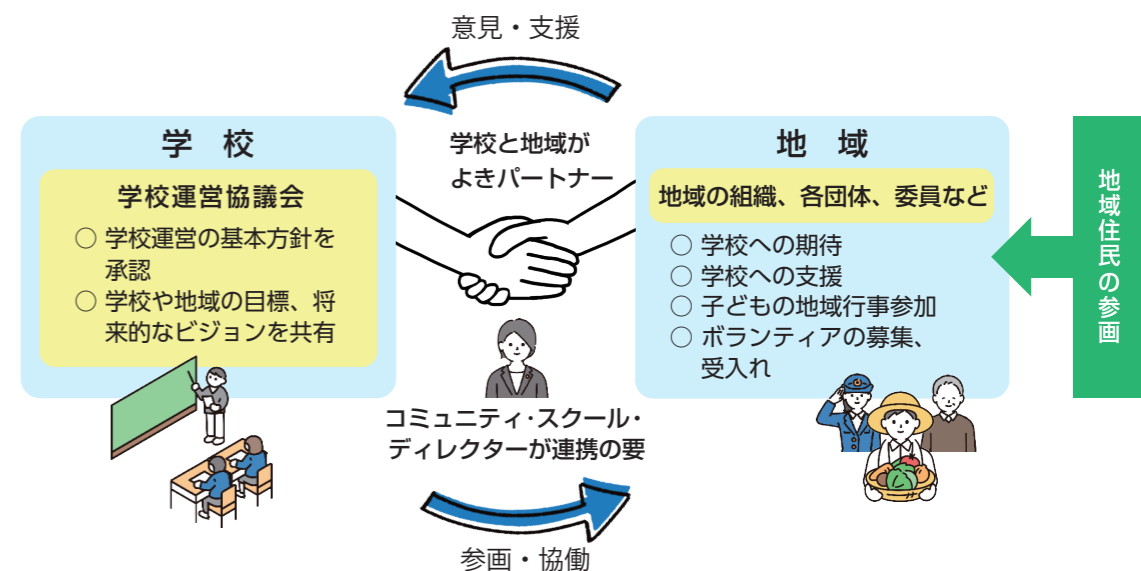 意見・支援
学 校
学校運営協議会
○ 学校運営の基本方針を
承認
○ 学校や地域の目標、将
来的なビジョンを共有
学校と地域が
よきパートナー
コミュニティ・スクール・
ディレクターが連携の要
地 域
地域の組織、各団体、委員など
○ 学校への期待
○ 学校への支援
○ 子どもの地域行事参加
○ ボランティアの募集、
受入れ
地域住民の参画
参画・協働